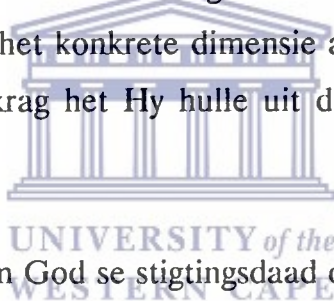 het konkrete dimensie a
krag het Hy hulle uit d
UNIVERSITY of the
n God se stigtingsdaad
WESTERN CAPE